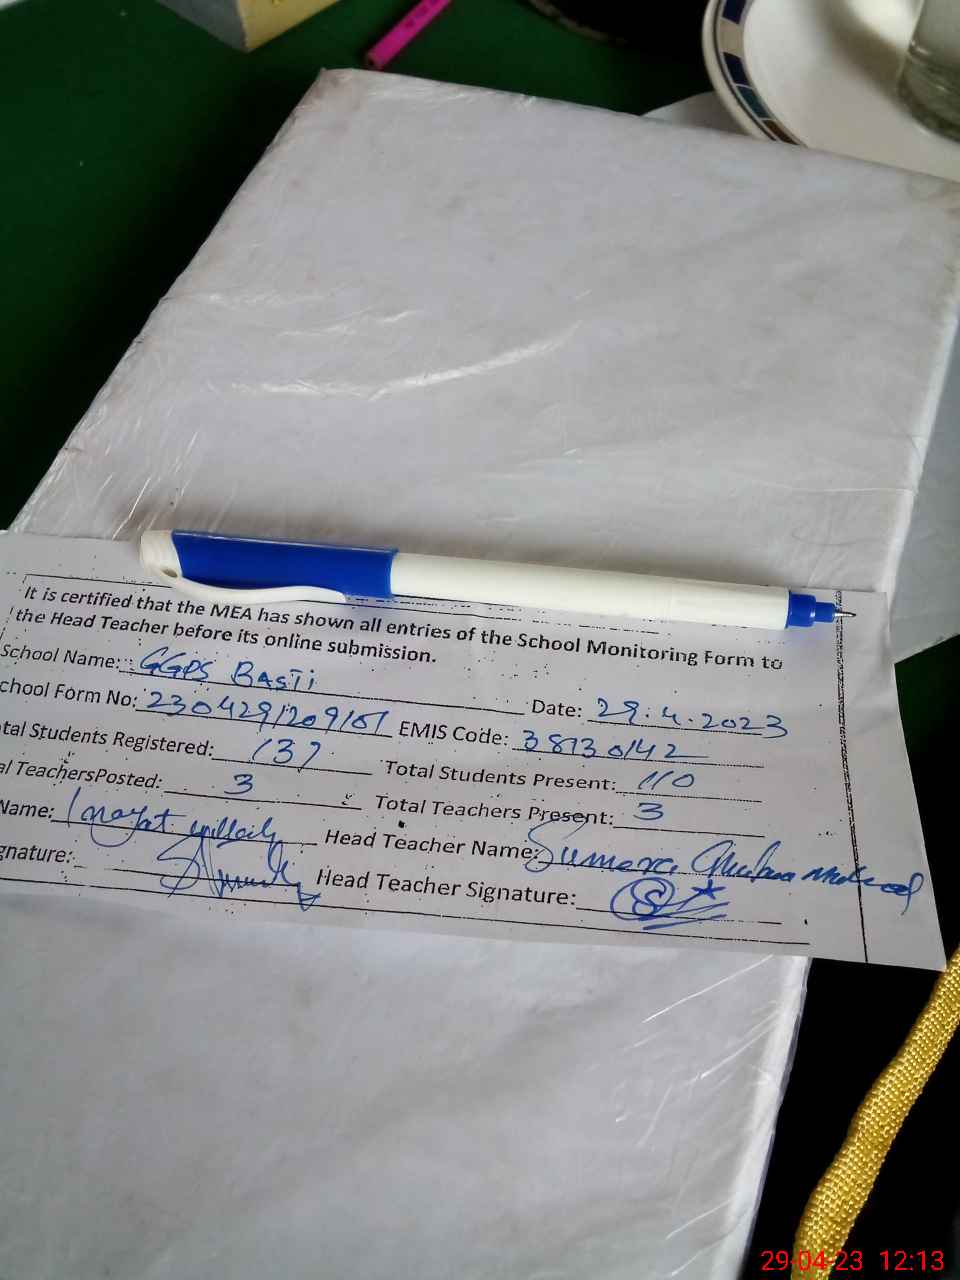 It is certified that the MEA has shown all entries of the School Monitoring Form to
the Head Teacher before its online submission.
School Name: GGPS BASTi Date: 29.4.2023
chool Form No: 230429120910 EMIS Code: 38130142
tal Students Registered: 137 Total Students Present: 110
al TeachersPosted: 3 Total Teachers Present: 3
Name: Inayat Head Teacher Name: Sumera
gnature: Head Teacher Signature:
29-04-23 12:13